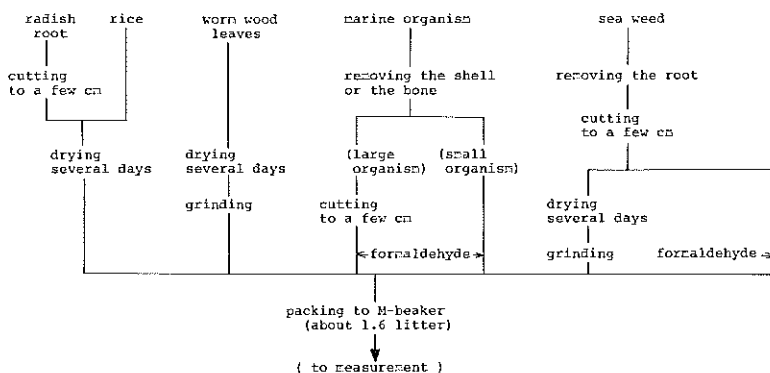 radish root
rice
worn wood leaves
marine organism
sea weed
cutting to a few cm
removing the shell or the bone
removing the root
cutting to a few cm
drying several days
drying several days
(large organism)
(small organism)
grinding
cutting to a few cm
drying several days
←formaldehyde→
grinding
formaldehyde→
packing to M-beaker
(about 1.6 litter)
( to measurement )